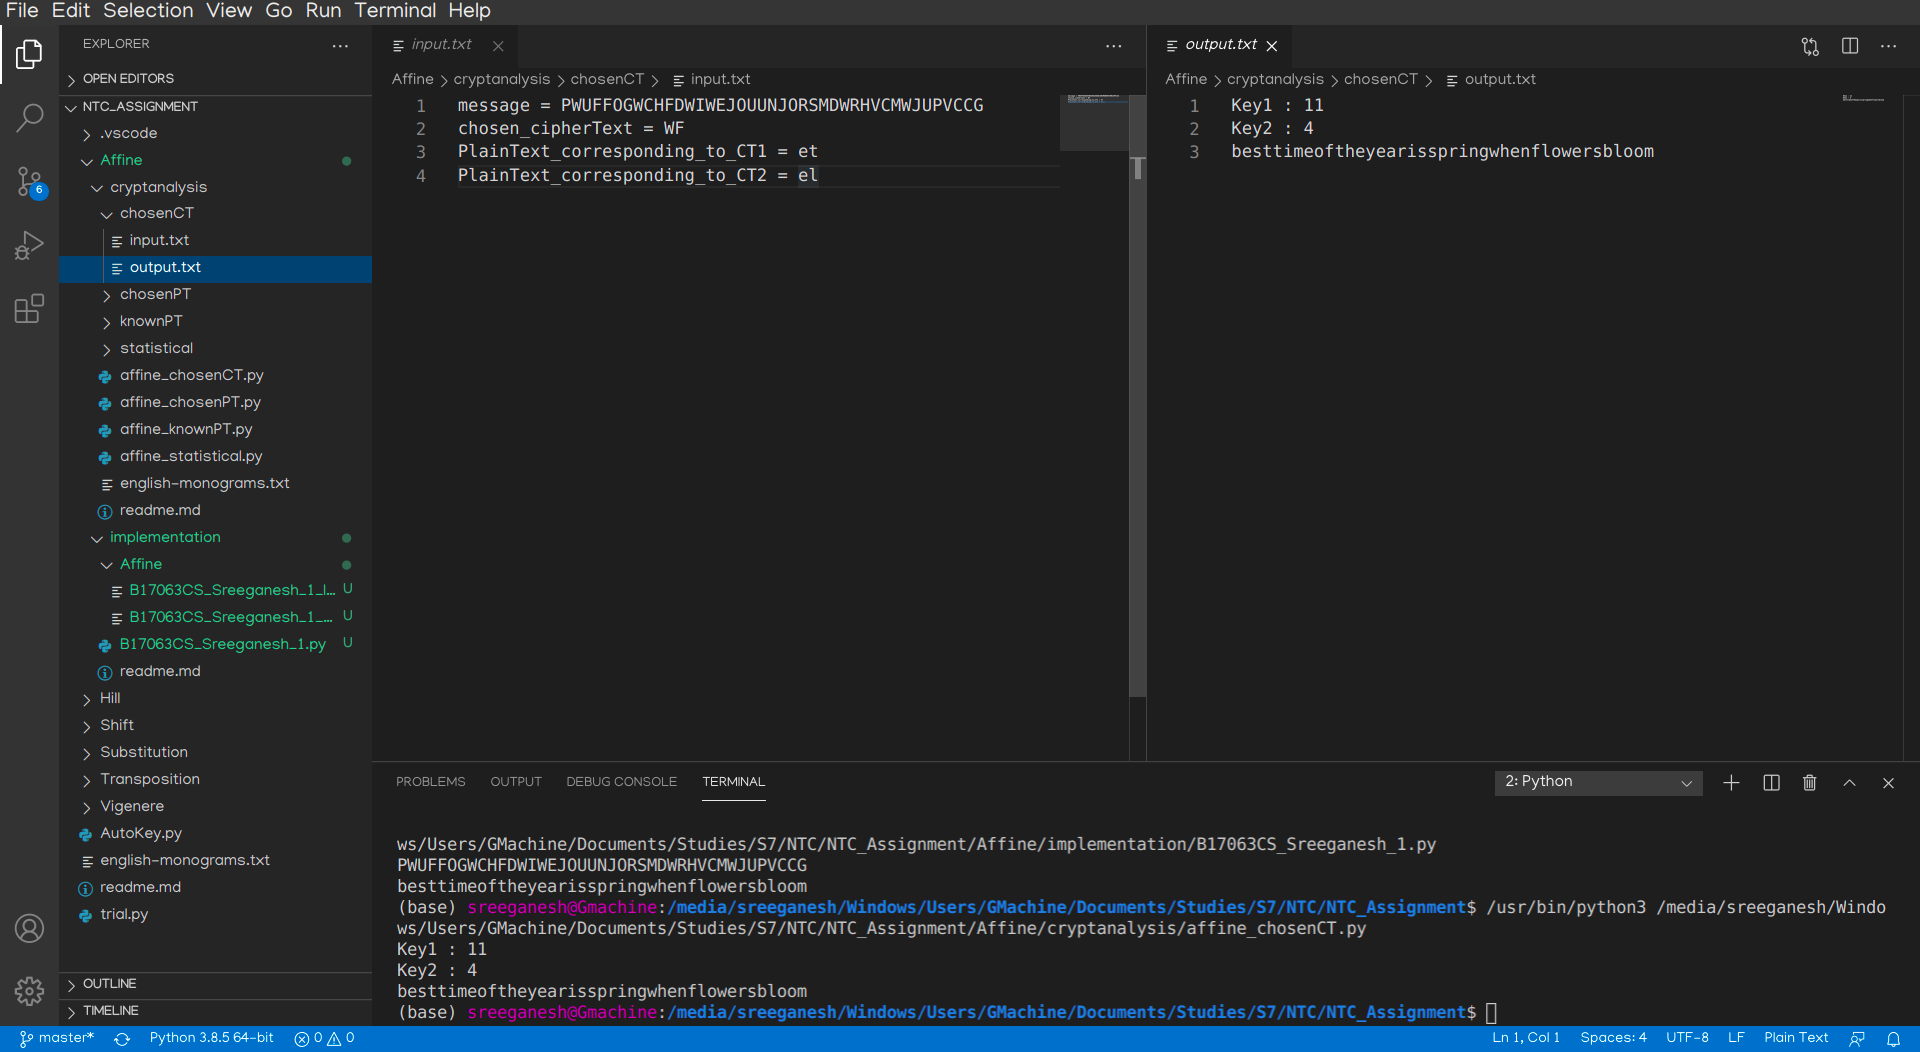 File Edit Selection View Go Run Terminal Help
EXPLORER
OPEN EDITORS
NTC_ASSIGNMENT
.vscode
Affine
cryptanalysis
chosenCT
input.txt
output.txt
chosenPT
knownPT
statistical
affine_chosenCT.py
affine_chosenPT.py
affine_knownPT.py
affine_statistical.py
english-monograms.txt
readme.md
implementation
Affine
B17063CS_Sreeganesh_1_I... U
B17063CS_Sreeganesh_1_... U
B17063CS_Sreeganesh_1.py U
readme.md
Hill
Shift
Substitution
Transposition
Vigenere
AutoKey.py
english-monograms.txt
readme.md
trial.py
OUTLINE
TIMELINE
6
input.txt
Affine > cryptanalysis > chosenCT > input.txt
1 message = PWUFFOGWCHFDWIWEJOUUNJORSMDWRHVCMWJUPVCCG
2 chosen_cipherText = WF
3 PlainText_corresponding_to_CT1 = et
4 PlainText_corresponding_to_CT2 = el
output.txt
Affine > cryptanalysis > chosenCT > output.txt
1 Key1 : 11
2 Key2 : 4
3 besttimeoftheyearisspringwhenflowersbloom
PROBLEMS OUTPUT DEBUG CONSOLE TERMINAL
2: Python
ws/Users/GMachine/Documents/Studies/S7/NTC/NTC_Assignment/Affine/implementation/B17063CS_Sreeganesh_1.py
PWUFFOGWCHFDWIWEJOUUNJORSMDWRHVCMWJUPVCCG
besttimeoftheyearisspringwhenflowersbloom
(base) sreeganesh@Gmachine:/media/sreeganesh/Windows/Users/GMachine/Documents/Studies/S7/NTC/NTC_Assignment$ /usr/bin/python3 /media/sreeganesh/Windo
ws/Users/GMachine/Documents/Studies/S7/NTC/NTC_Assignment/Affine/cryptanalysis/affine_chosenCT.py
Key1 : 11
Key2 : 4
besttimeoftheyearisspringwhenflowersbloom
(base) sreeganesh@Gmachine:/media/sreeganesh/Windows/Users/GMachine/Documents/Studies/S7/NTC/NTC_Assignment$
master* Python 3.8.5 64-bit 0 0 Ln 1, Col 1 Spaces: 4 UTF-8 LF Plain Text